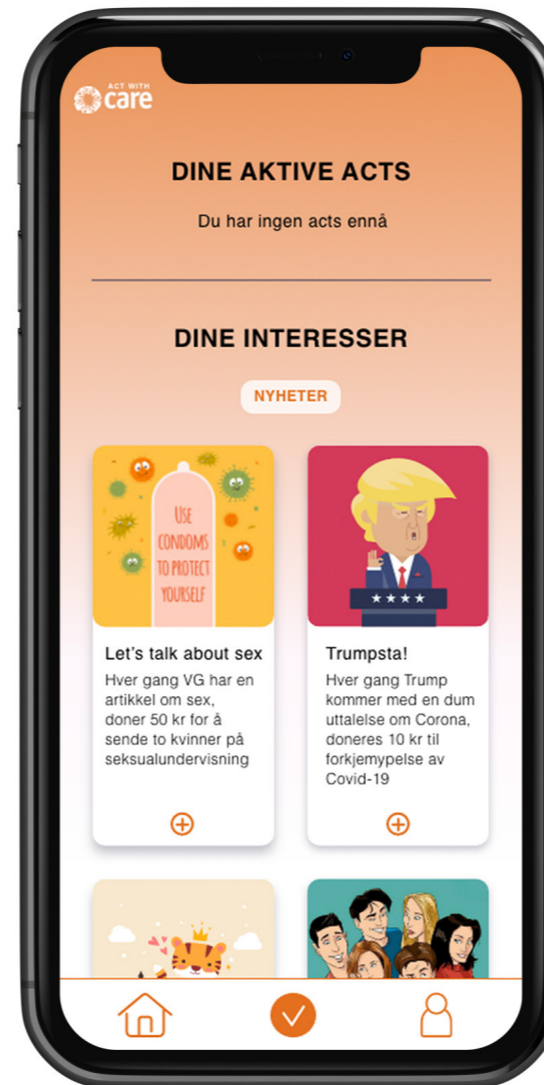 ACT WITH
care
DINE AKTIVE ACTS
Du har ingen acts ennå
DINE INTERESSER
NYHETER
USE
CONDOMS
TO PROTECT
YOURSELF
Let's talk about sex
Hver gang VG har en
artikkel om sex,
doner 50 kr for å
sende to kvinner på
seksualundervisning
Trumpsta!
Hver gang Trump
kommer med en dum
uttalelse om Corona,
doneres 10 kr til
forkjemypelse av
Covid-19